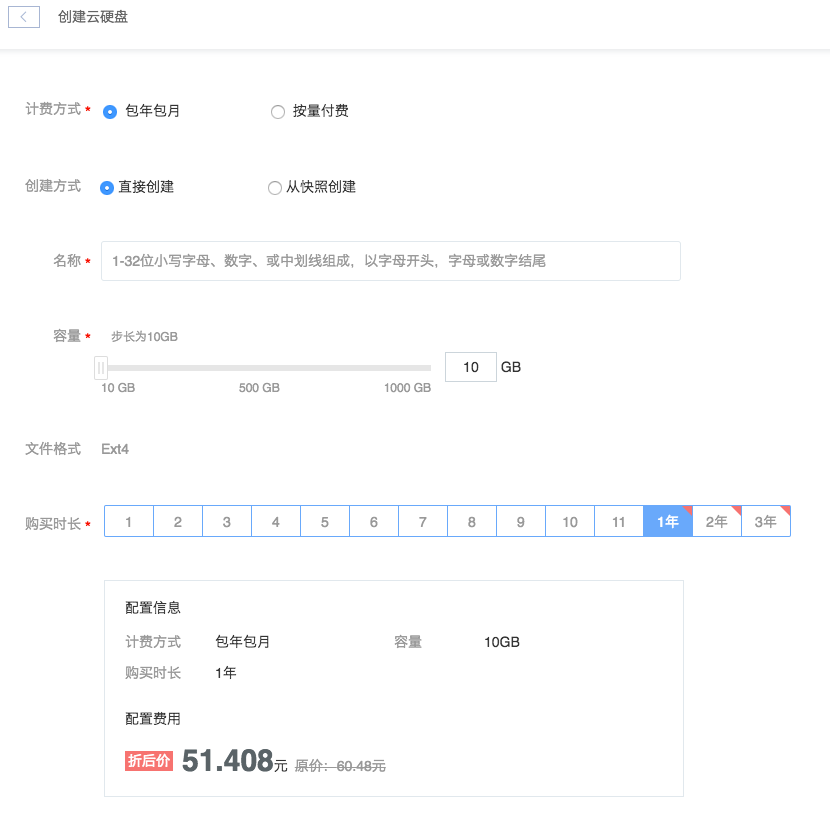 创建云硬盘
计费方式 * 包年包月 按量付费
创建方式 直接创建 从快照创建
名称 * 1-32位小写字母、数字、或中划线组成，以字母开头，字母或数字结尾
容量 * 步长为10GB
10 GB
10 GB 500 GB 1000 GB
文件格式 Ext4
购买时长 * 1 2 3 4 5 6 7 8 9 10 11 1年 2年 3年
配置信息
计费方式 包年包月 容量 10GB
购买时长 1年
配置费用
折后价 51.408元 原价：60.48元